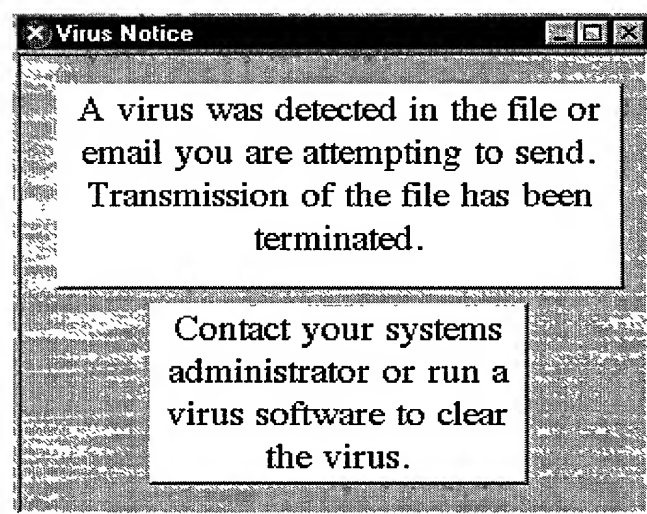 Virus Notice
A virus was detected in the file or
email you are attempting to send.
Transmission of the file has been
terminated.
Contact your systems
administrator or run a
virus software to clear
the virus.